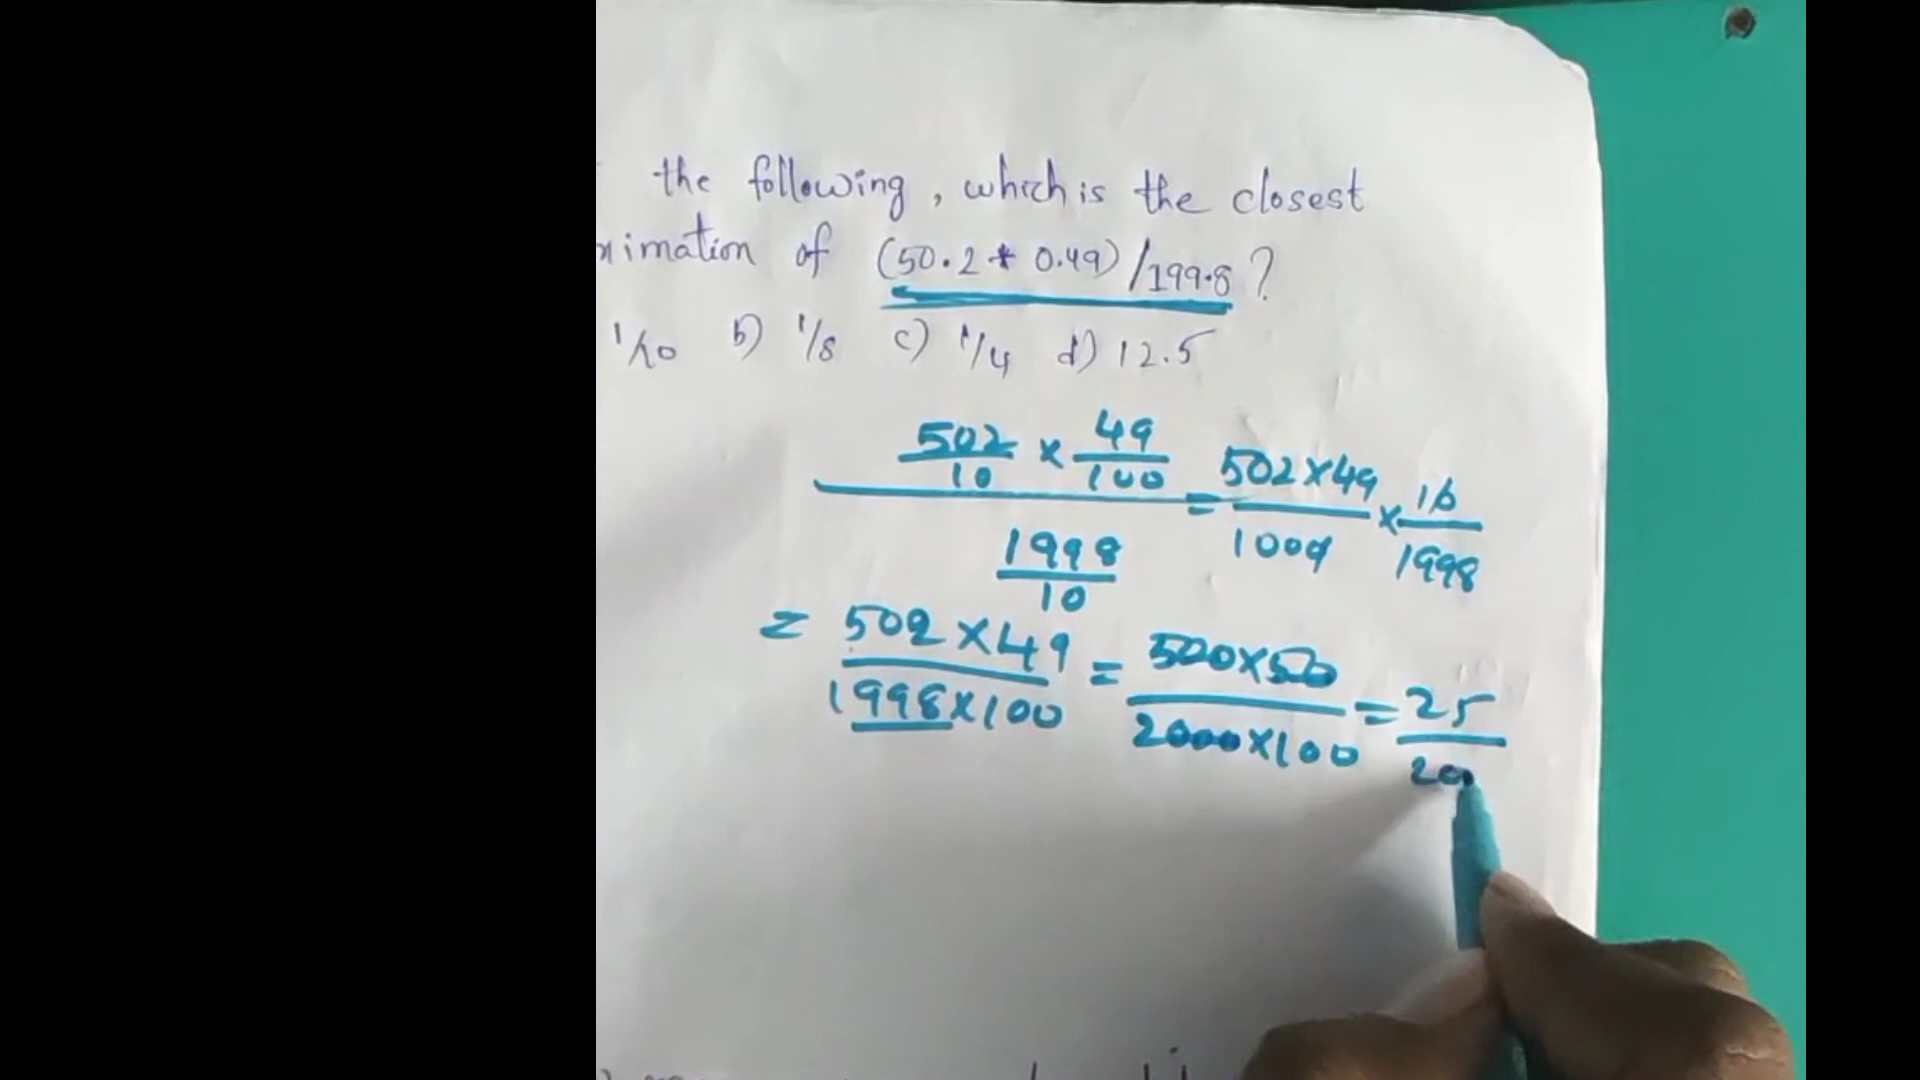 the following, which is the closest
ximation of (50.2 * 0.49) /199.8 ?
1/10 b) 1/8 c) 1/4 d) 12.5
502/10 × 49/100 / 1998/10 = 502×49/1000 × 10/1998
= 502×49/1998×100 = 500×50/2000×100 = 25/20